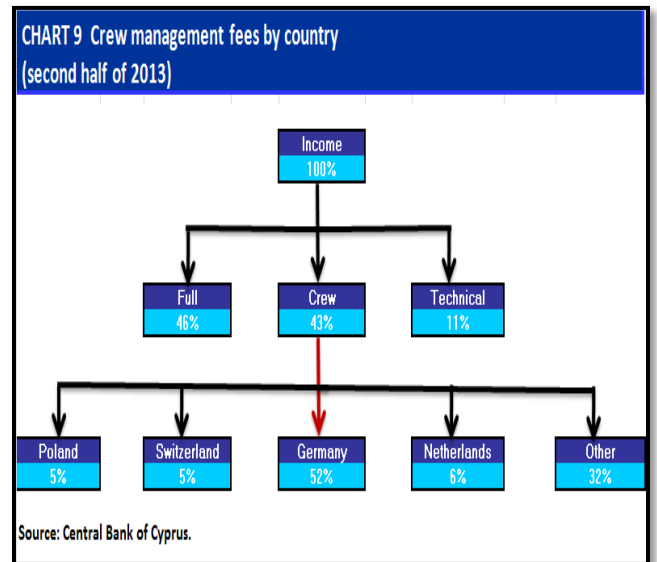 CHART 9 Crew management fees by country
(second half of 2013)
Income
100%
Full
46%
Crew
43%
Technical
11%
Poland
5%
Switzerland
5%
Germany
52%
Netherlands
6%
Other
32%
Source: Central Bank of Cyprus.